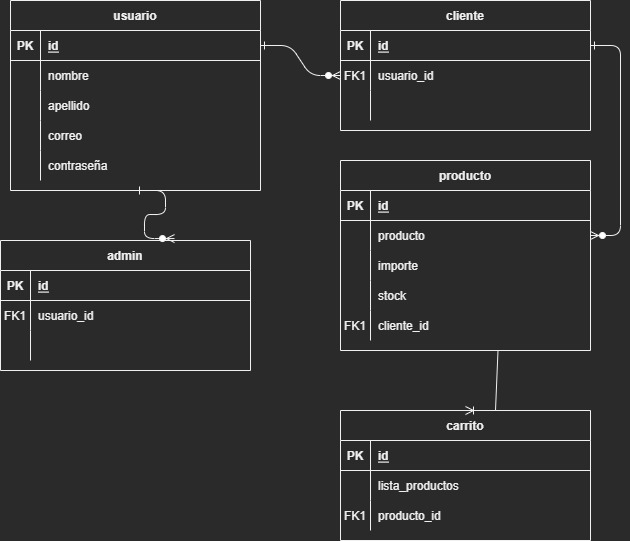 usuario
PK id
nombre
apellido
correo
contraseña
cliente
PK id
FK1 usuario_id
admin
PK id
FK1 usuario_id
producto
PK id
producto
importe
stock
FK1 cliente_id
carrito
PK id
lista_productos
FK1 producto_id